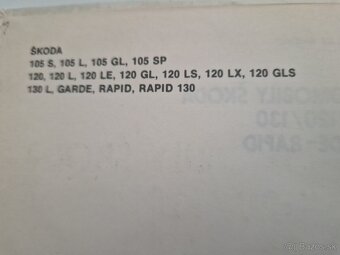 ŠKODA
105 S, 105 L, 105 GL, 105 SP
120, 120 L, 120 LE, 120 GL, 120 LS, 120 LX, 120 GLS
130 L, GARDE, RAPID, RAPID 130